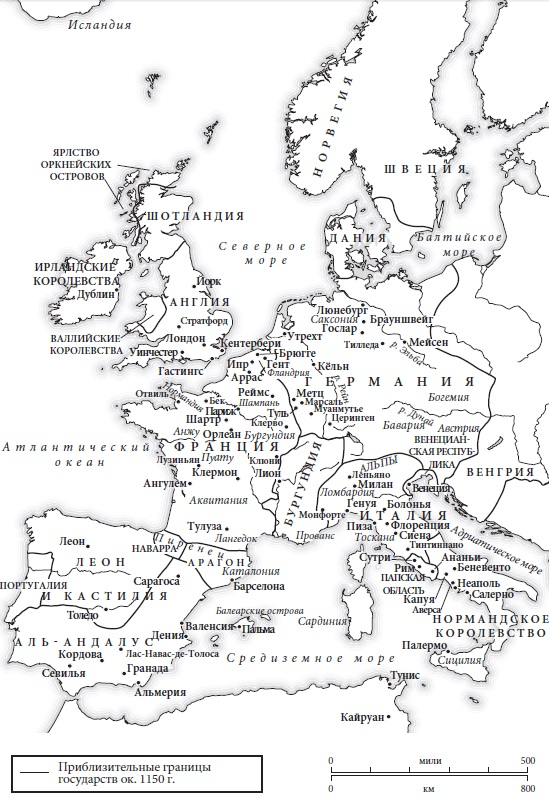 Исландия
НОРВЕГИЯ
ШВЕЦИЯ
ЯРЛСТВО
ОРКНЕЙСКИХ
ОСТРОВОВ
ШОТЛАНДИЯ
Северное
море
ДАНИЯ
Балтийское
море
ИРЛАНДСКИЕ
КОРОЛЕВСТВА
Дублин
Йорк
АНГЛИЯ
Стратфорд
ВАЛЛИЙСКИЕ
КОРОЛЕВСТВА
Лондон
Уинчестер
Кентербери
Гастингс
Люнебург
Саксония
Брауншвейг
Гослар
Утрехт
Тилледа
Мейсен
р. Эльба
Брюгге
Ипр
Гент
Фландрия
Кёльн
Аррас
ГЕРМАНИЯ
р. Рейн
Отвиль
Нормандия
Бек
Париж
Реймс
Шампань
Метц
Марсаль
Муанмутье
Церинген
Туль
Богемия
р. Дунай
Шартр
Клерво
Бавария
Австрия
Анжу
Орлеан
Бургундия
Атлантический
океан
ФРАНЦИЯ
ВЕНЕЦИАН-
СКАЯ РЕСПУБ-
ЛИКА
ВЕНГРИЯ
Лузиньян
Пуату
Клюни
Клермон
Лион
БУРГУНДИЯ
АЛЬПЫ
Леньяно
Милан
Венеция
Ангулем
Аквитания
Ломбардия
Генуя
Болонья
Монфорте
ИТАЛИЯ
Пиза
Флоренция
Тулуза
Лангедок
Прованс
Тоскана
Сиена
Тинтиннано
Адриатическое море
Леон
НАВАРРА
Пиренеи
ЛЕОН
АРАГОН
Каталония
Сутри
Рим
Ананьи
Беневенто
ПАПСКАЯ
ОБЛАСТЬ
Неаполь
Капуя
Салерно
Аверса
ПОРТУГАЛИЯ
Сарагоса
Барселона
И КАСТИЛИЯ
Толедо
Балеарские острова
Сардиния
НОРМАНДСКОЕ
КОРОЛЕВСТВО
Валенсия
Пальма
АЛЬ-АНДАЛУС
Дения
Палермо
Кордова
Лас-Навас-де-Толоса
Средиземное море
Сицилия
Севилья
Гранада
Тунис
Альмерия
Кайруан
Приблизительные границы
государств ок. 1150 г.
0 мили 500
0 км 800